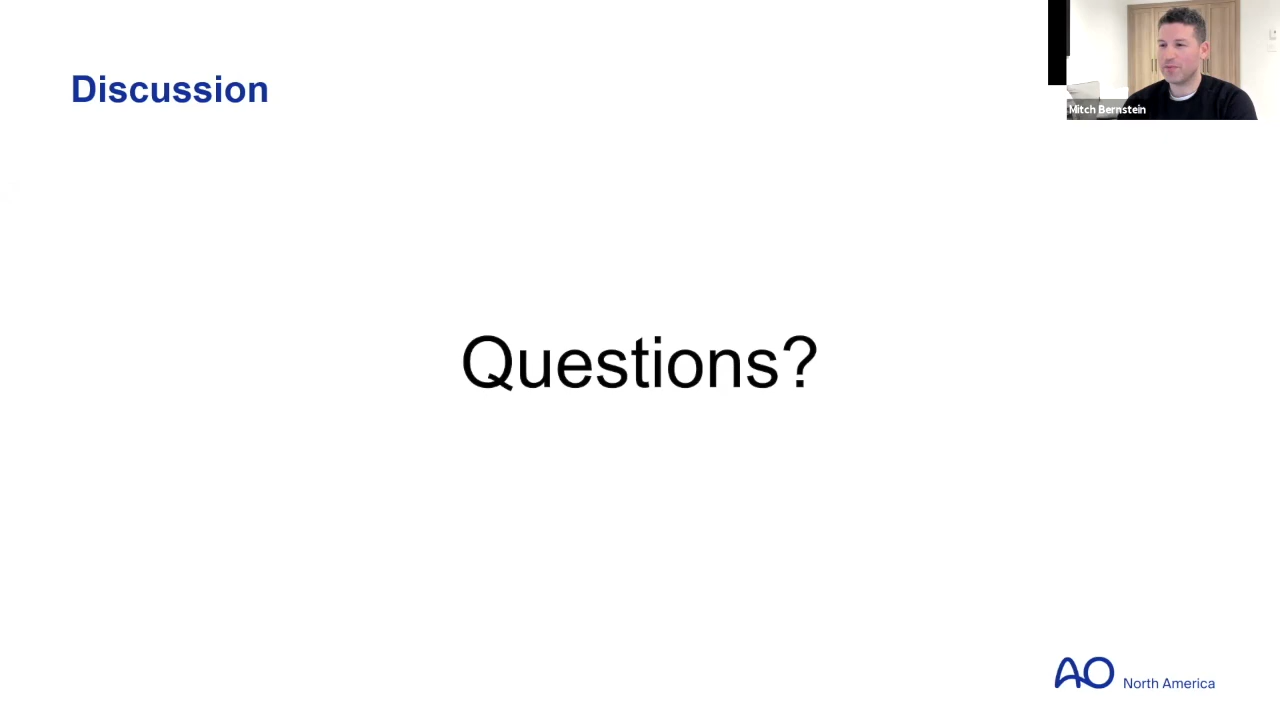 Discussion
Mitch Bernstein
Questions?
AO North America